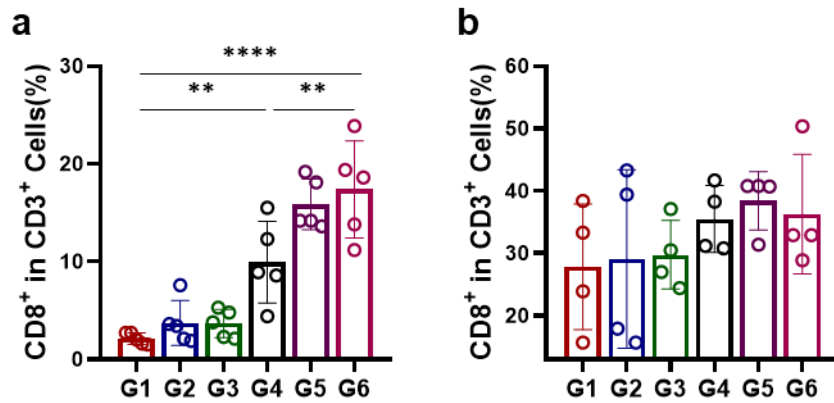 a
****
** **
CD8⁺ in CD3⁺ Cells(%)
30
20
10
0
G1 G2 G3 G4 G5 G6
b
CD8⁺ in CD3⁺ Cells(%)
60
50
40
30
20
G1 G2 G3 G4 G5 G6